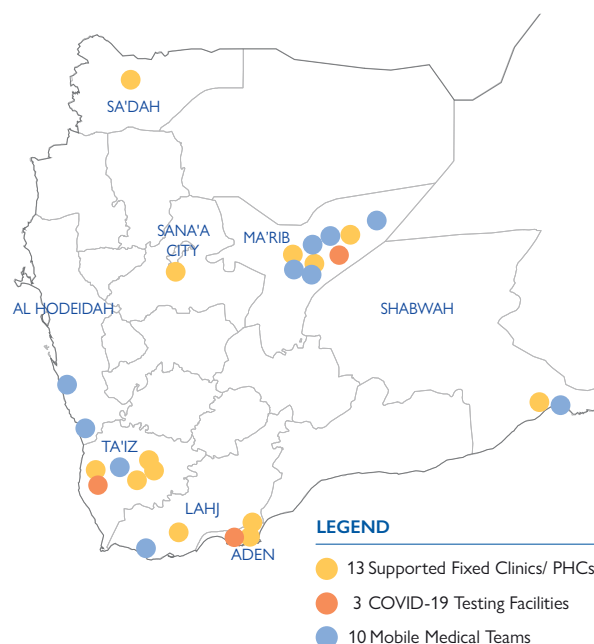 SA'DAH
SANA'A
CITY
MA'RIB
AL HODEIDAH
SHABWAH
TA'IZ
LAHJ
ADEN
LEGEND
13 Supported Fixed Clinics/ PHCs
3 COVID-19 Testing Facilities
10 Mobile Medical Teams